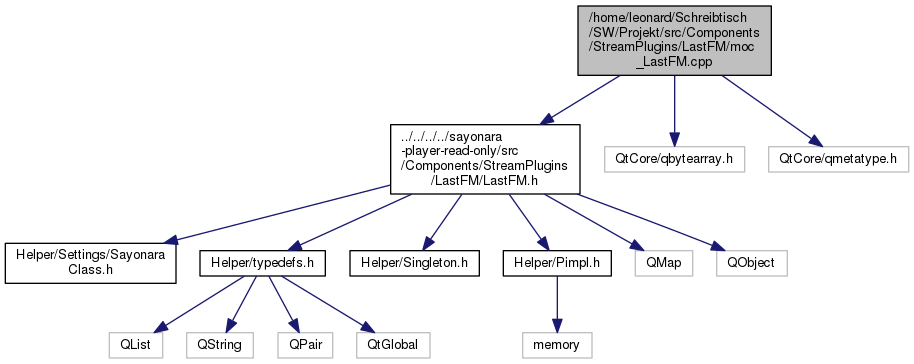 /home/leonard/Schreibtisch
/SW/Projekt/src/Components
/StreamPlugins/LastFM/moc
_LastFM.cpp
../../../../sayonara
-player-read-only/src
/Components/StreamPlugins
/LastFM/LastFM.h
QtCore/qbytearray.h
QtCore/qmetatype.h
Helper/Settings/Sayonara
Class.h
Helper/typedefs.h
Helper/Singleton.h
Helper/Pimpl.h
QMap
QObject
QList
QString
QPair
QtGlobal
memory